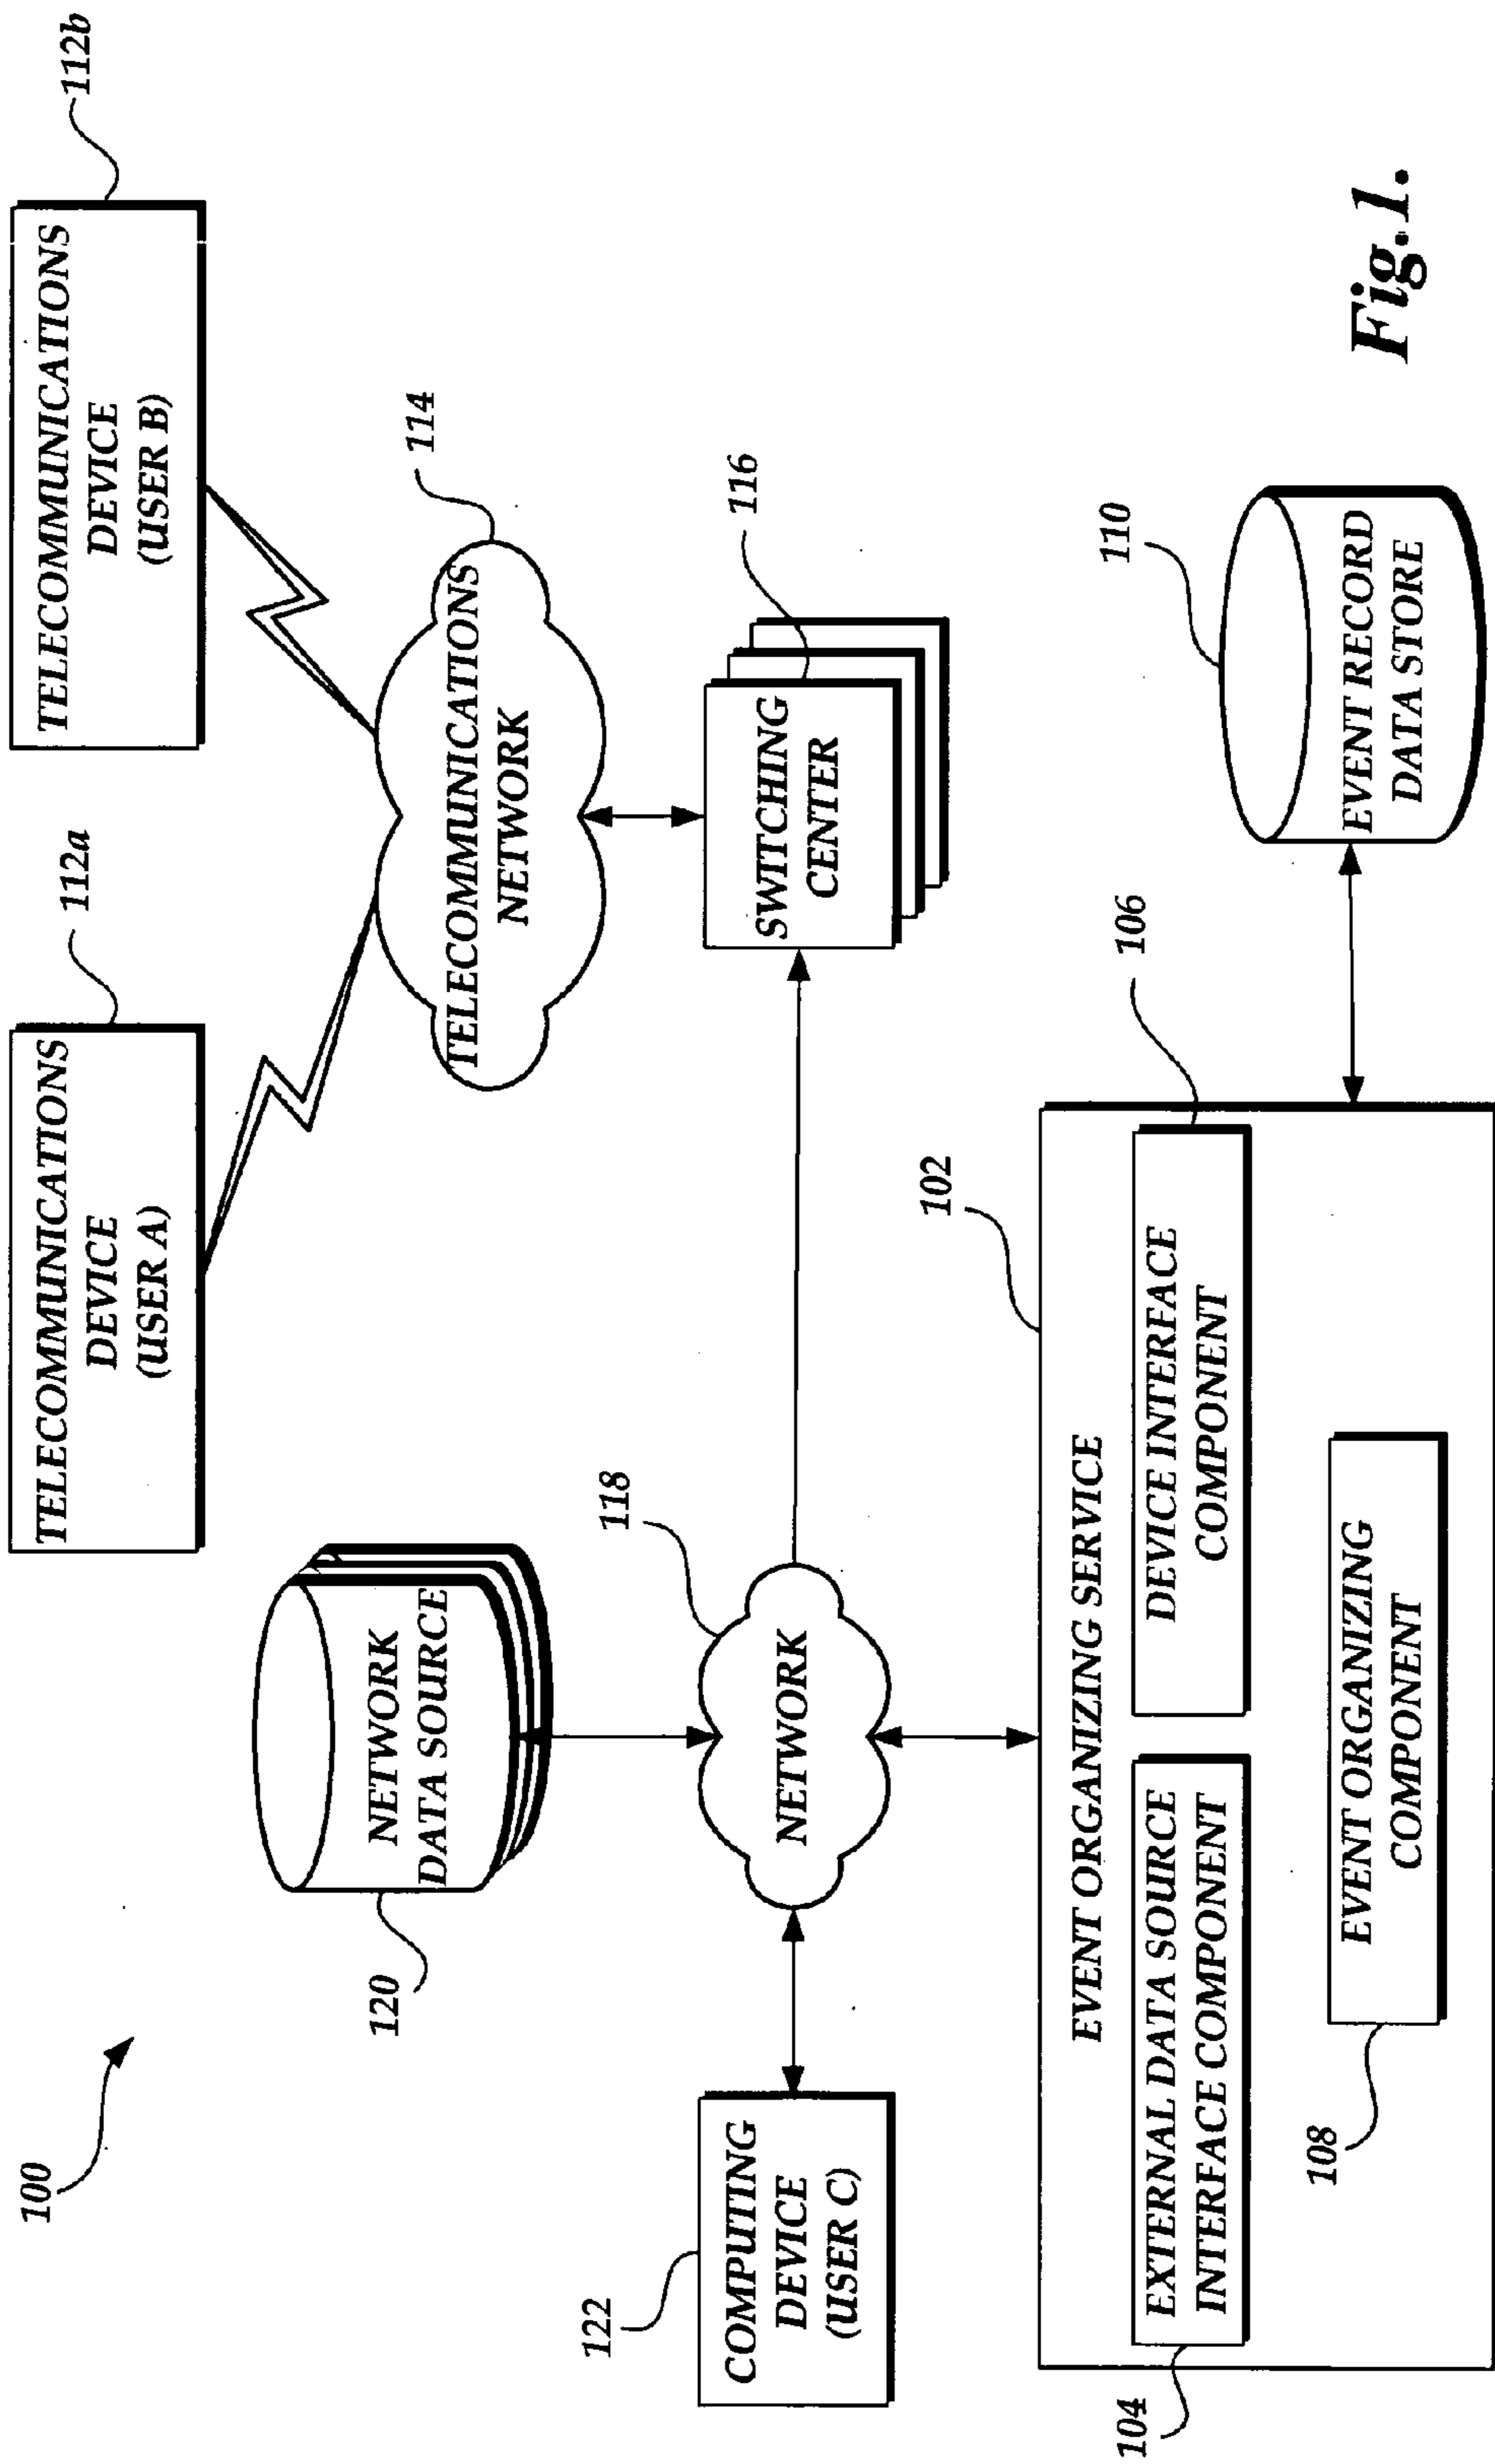 100
112a
112b
TELECOMMUNICATIONS
DEVICE
(USER A)
TELECOMMUNICATIONS
DEVICE
(USER B)
120
NETWORK
DATA SOURCE
114
TELECOMMUNICATIONS
NETWORK
122
COMPUTING
DEVICE
(USER C)
118
NETWORK
116
SWITCHING
CENTER
102
EVENT ORGANIZING SERVICE
104
EXTERNAL DATA SOURCE
INTERFACE COMPONENT
106
DEVICE INTERFACE
COMPONENT
108
EVENT ORGANIZING
COMPONENT
110
EVENT RECORD
DATA STORE
Fig.1.